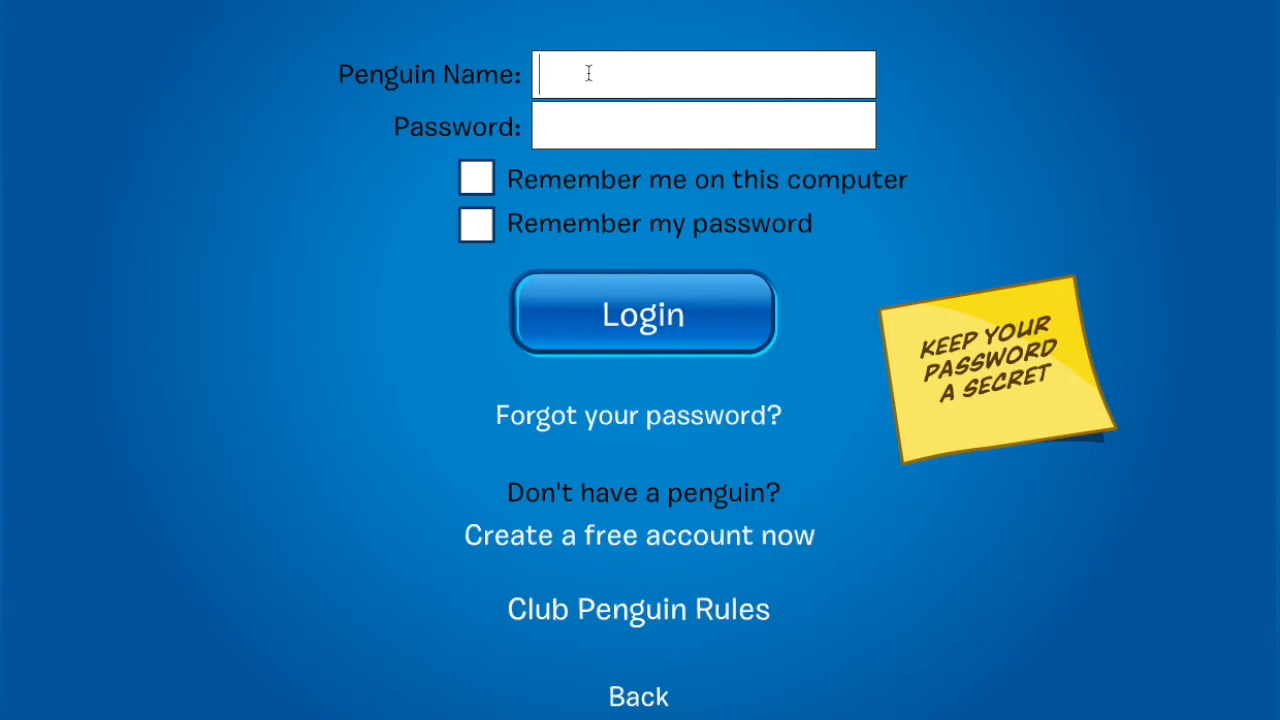 Penguin Name:
Password:
Remember me on this computer
Remember my password
Login
KEEP YOUR
PASSWORD
A SECRET
Forgot your password?
Don't have a penguin?
Create a free account now
Club Penguin Rules
Back